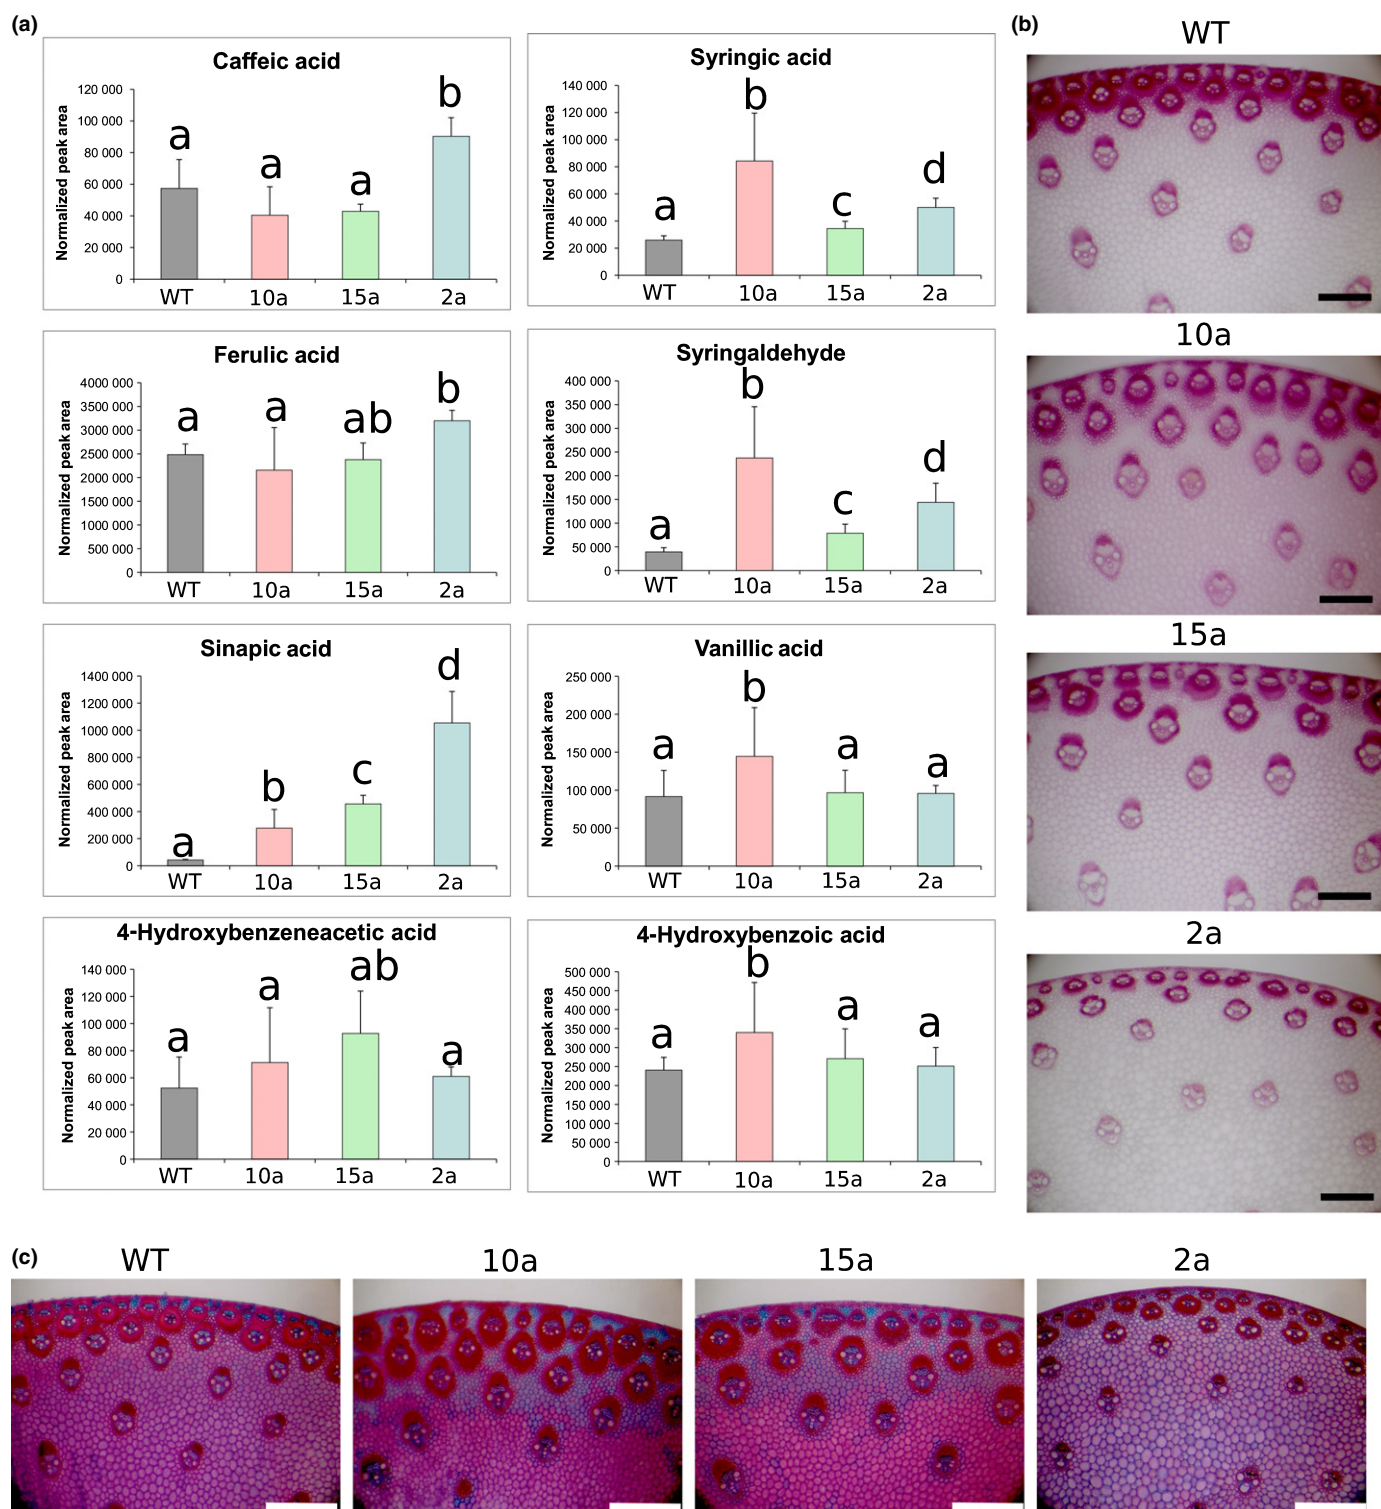 (a)
Caffeic acid
Normalized peak area
120 000
100 000
80 000
60 000
40 000
20 000
0
a
a
a
b
WT
10a
15a
2a
Syringic acid
Normalized peak area
140 000
120 000
100 000
80 000
60 000
40 000
20 000
0
a
b
c
d
WT
10a
15a
2a
Ferulic acid
Normalized peak area
4000 000
3500 000
3000 000
2500 000
2000 000
1500 000
1000 000
500 000
0
a
a
ab
b
WT
10a
15a
2a
Syringaldehyde
Normalized peak area
400 000
350 000
300 000
250 000
200 000
150 000
100 000
50 000
0
a
b
c
d
WT
10a
15a
2a
Sinapic acid
Normalized peak area
1400 000
1200 000
1000 000
800 000
600 000
400 000
200 000
0
a
b
c
d
WT
10a
15a
2a
Vanillic acid
Normalized peak area
250 000
200 000
150 000
100 000
50 000
0
a
b
a
a
WT
10a
15a
2a
4-Hydroxybenzeneacetic acid
Normalized peak area
140 000
120 000
100 000
80 000
60 000
40 000
20 000
0
a
a
ab
a
WT
10a
15a
2a
4-Hydroxybenzoic acid
Normalized peak area
500 000
450 000
400 000
350 000
300 000
250 000
200 000
150 000
100 000
50 000
0
a
b
a
a
WT
10a
15a
2a
(b)
WT
10a
15a
2a
(c)
WT
10a
15a
2a